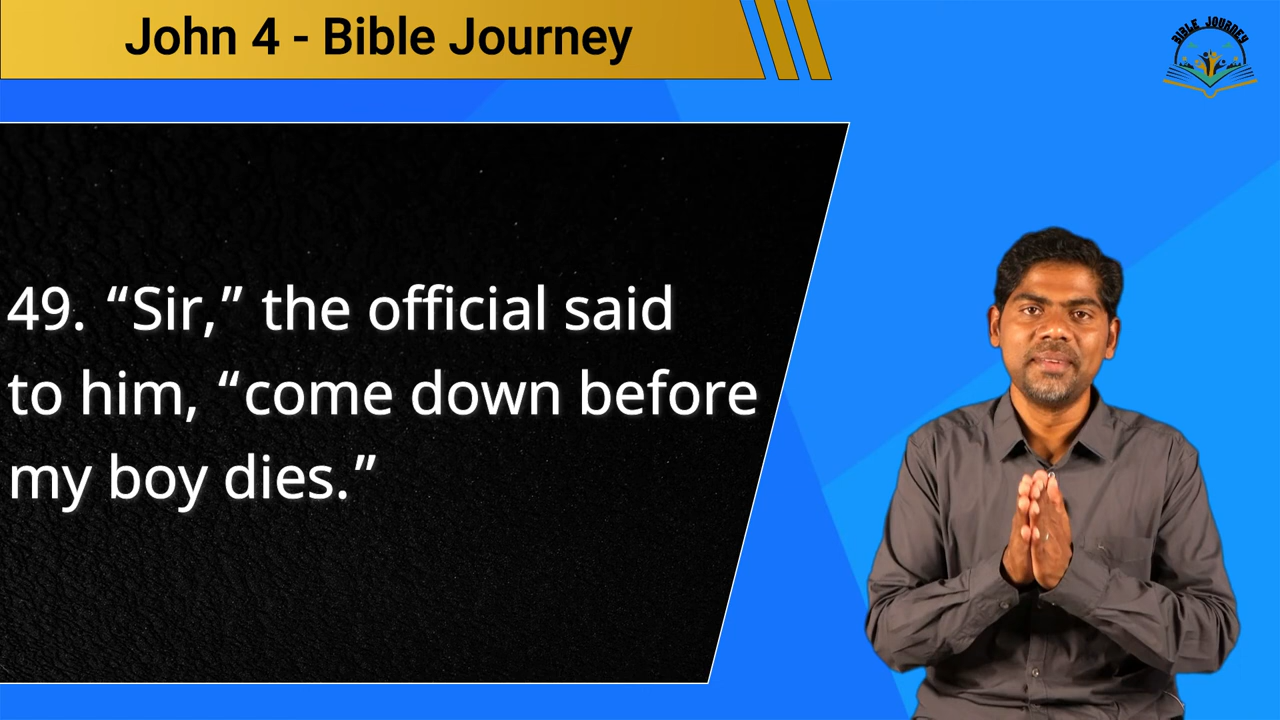 John 4 - Bible Journey
BIBLE JOURNEY
49. “Sir,” the official said
to him, “come down before
my boy dies.”